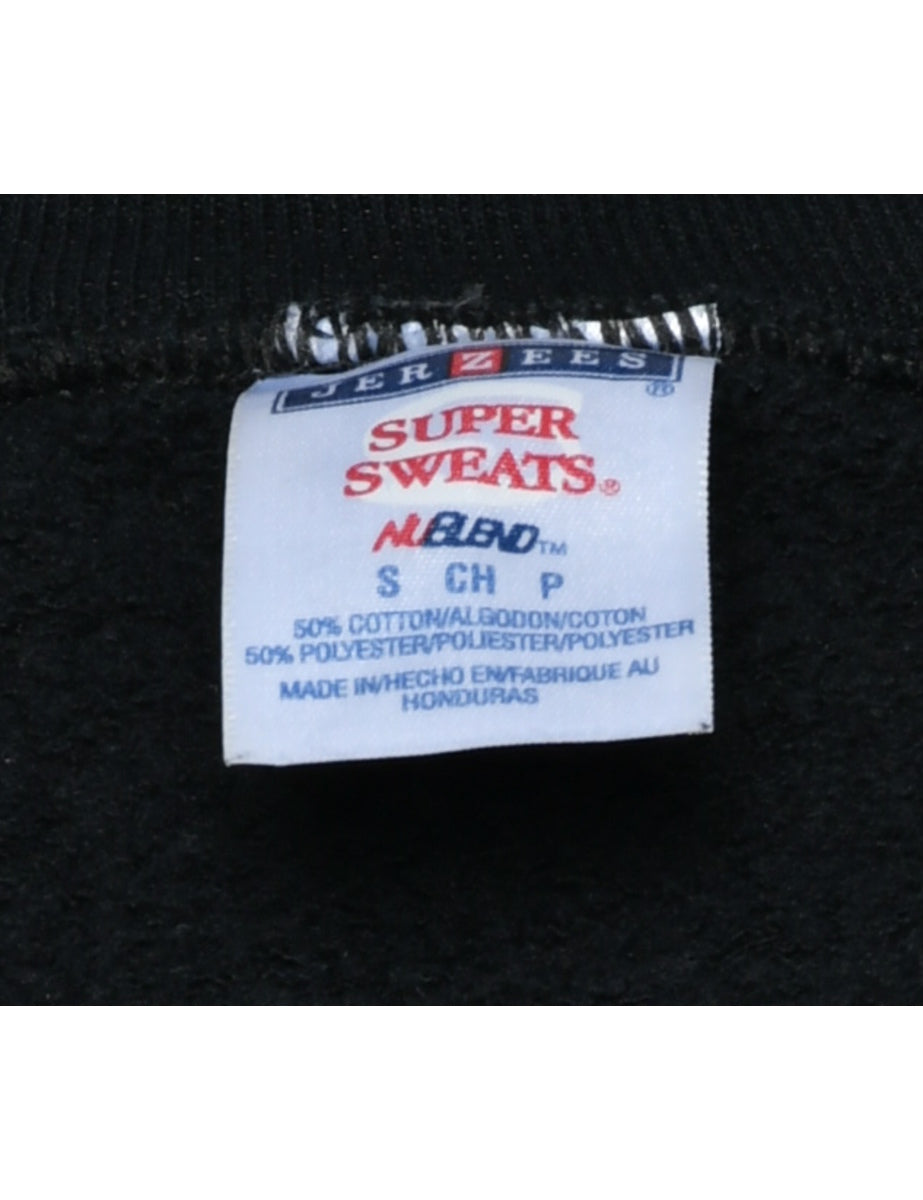 JERZEES
SUPER
SWEATS®
NUBLEND™
S CH P
50% COTTON/ALGODON/COTON
50% POLYESTER/POLIESTER/POLYESTER
MADE IN/HECHO EN/FABRIQUE AU
HONDURAS